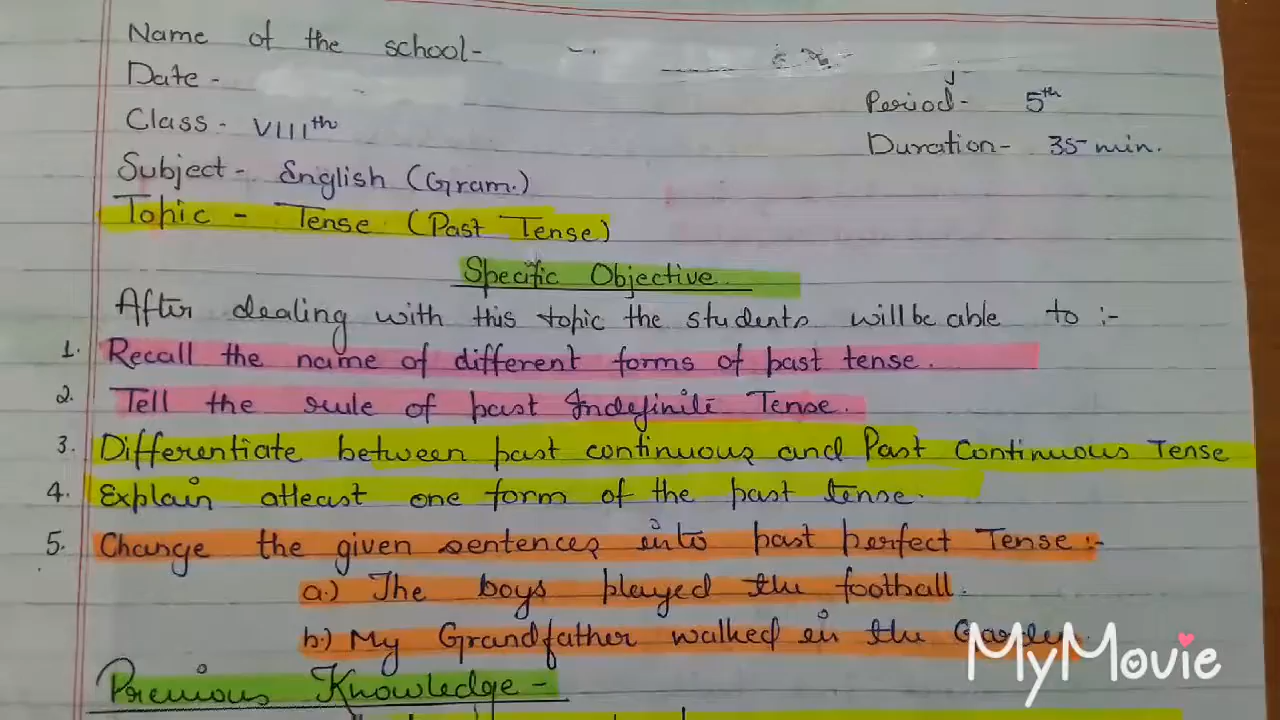 Name of the school-
Date -
Period- 5th
Class - VIIIth
Duration- 35 min.
Subject - English (Gram.)
Topic - Tense (Past Tense)
Specific Objective
After dealing with this topic the students will be able to :-
1. Recall the name of different forms of past tense.
2. Tell the rule of past Indefinite Tense.
3. Differentiate between past continuous and Past Continuous Tense
4. Explain atleast one form of the past tense.
5. Change the given sentences into past perfect Tense :-
a.) The boys played the football.
b.) My Grandfather walked in the
MyMovie
Previous Knowledge -